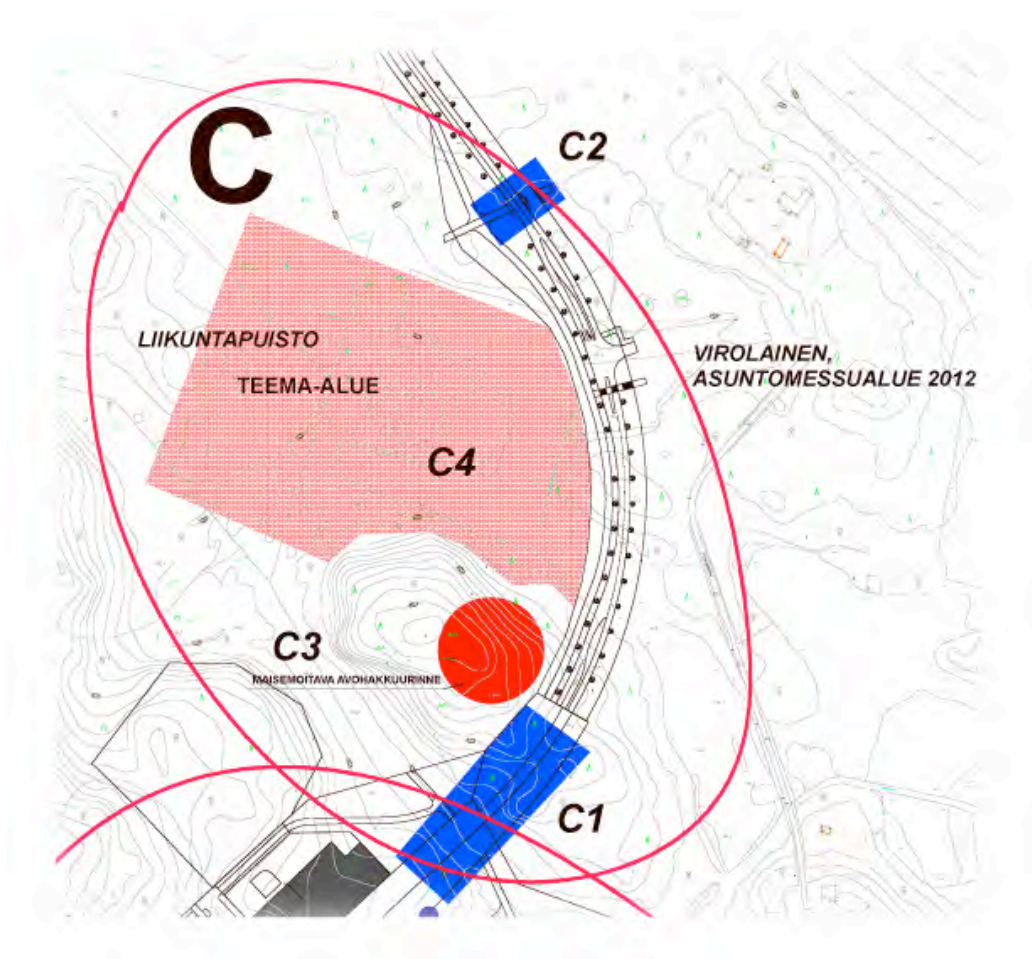 C
C2
LIIKUNTAPUISTO
TEEMA-ALUE
VIROLAINEN,
ASUNTOMESSUALUE 2012
C4
C3
MAISEMOITAVA AVOHAKKUURINNE
C1